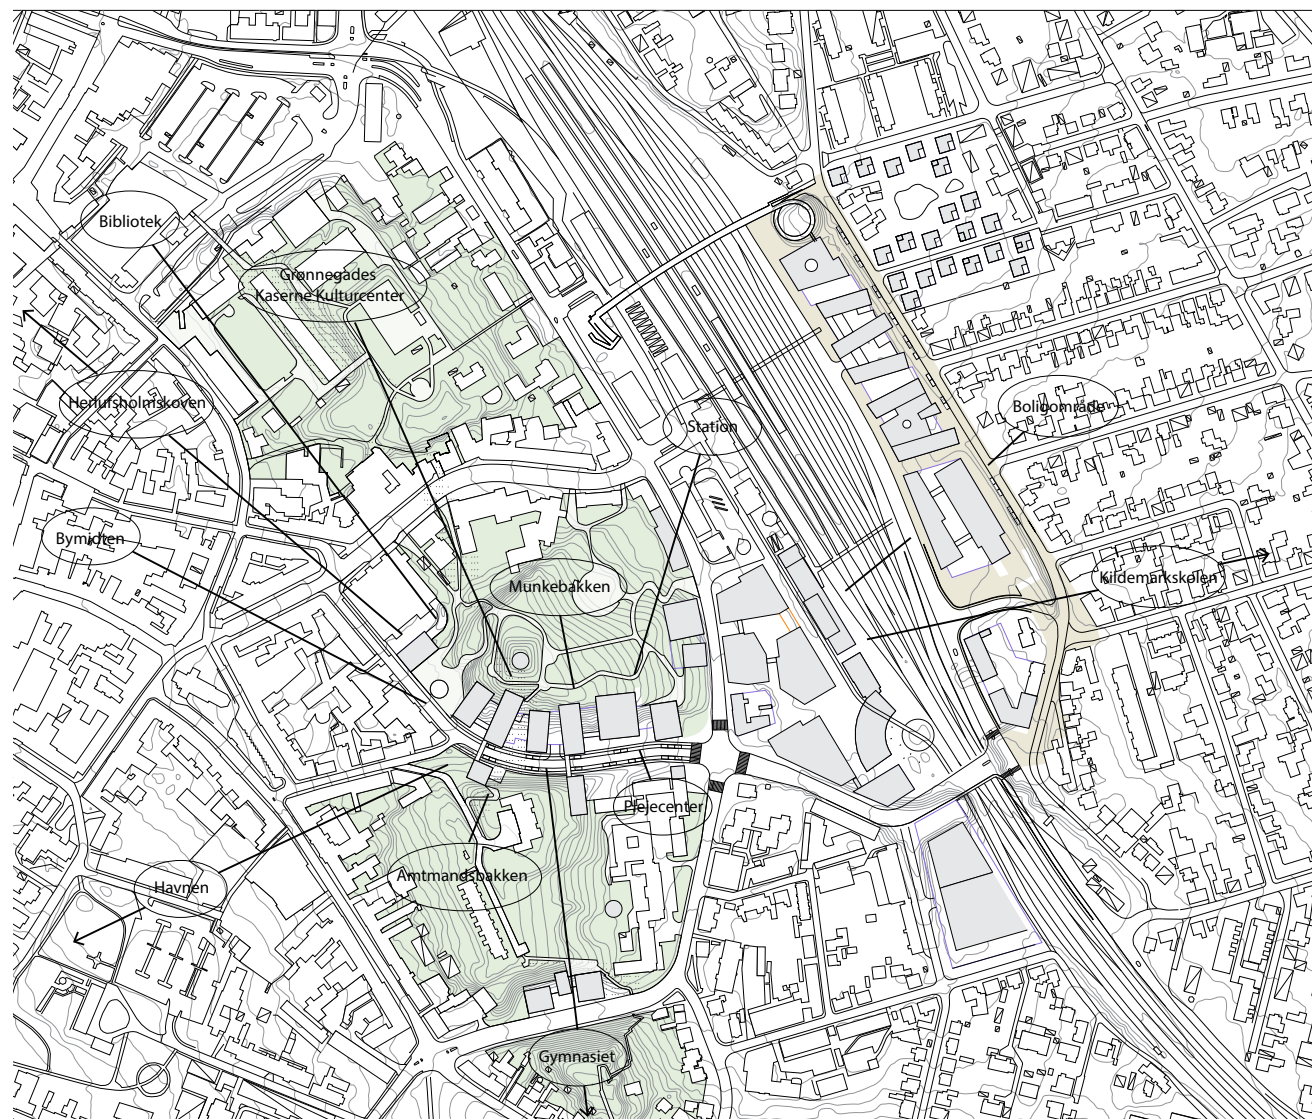 Bibliotek
Grønnegades
Kaserne Kulturcenter
Herlufsholmskoven
Boligområde
Station
Bymidten
Munkebakken
Kildemarkskolen
Plejecenter
Havnen
Amtmandsbakken
Gymnasiet